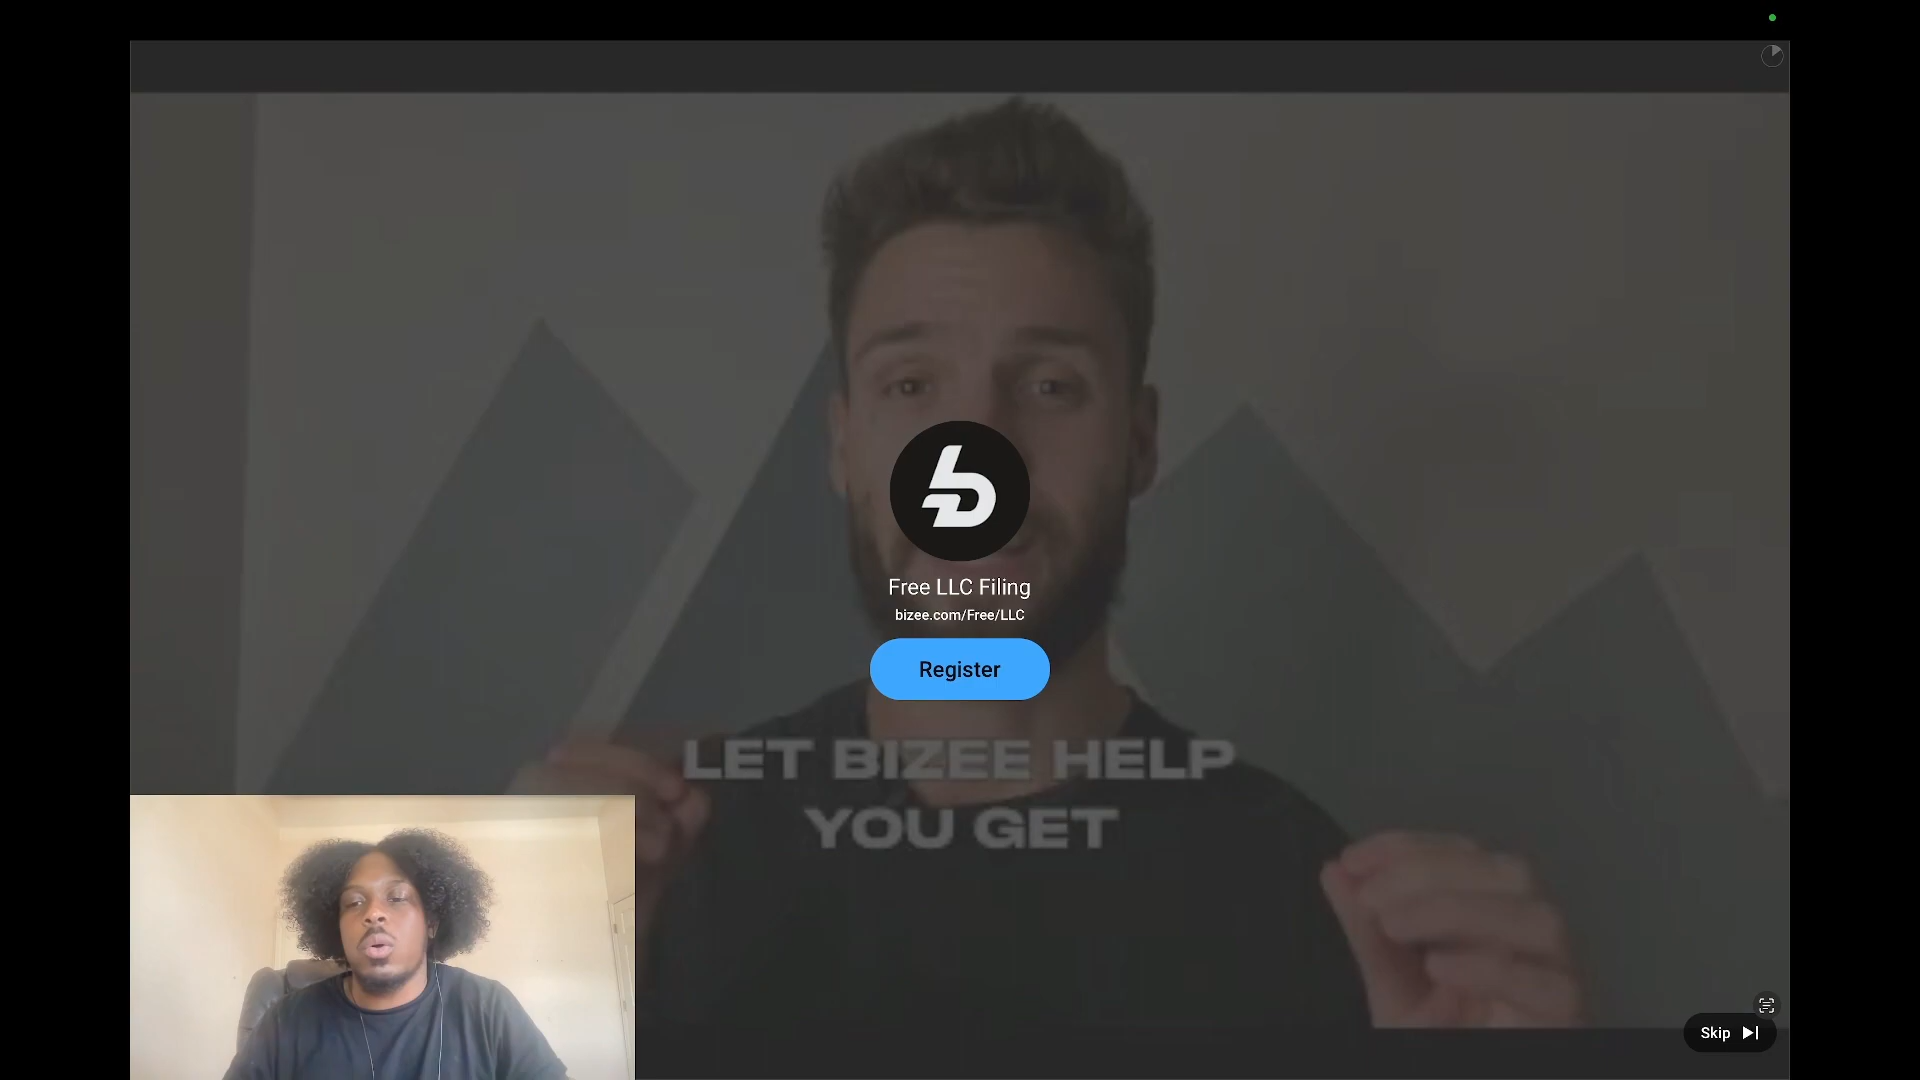 Free LLC Filing
bizee.com/Free/LLC
Register
LET BIZEE HELP
YOU GET
Skip